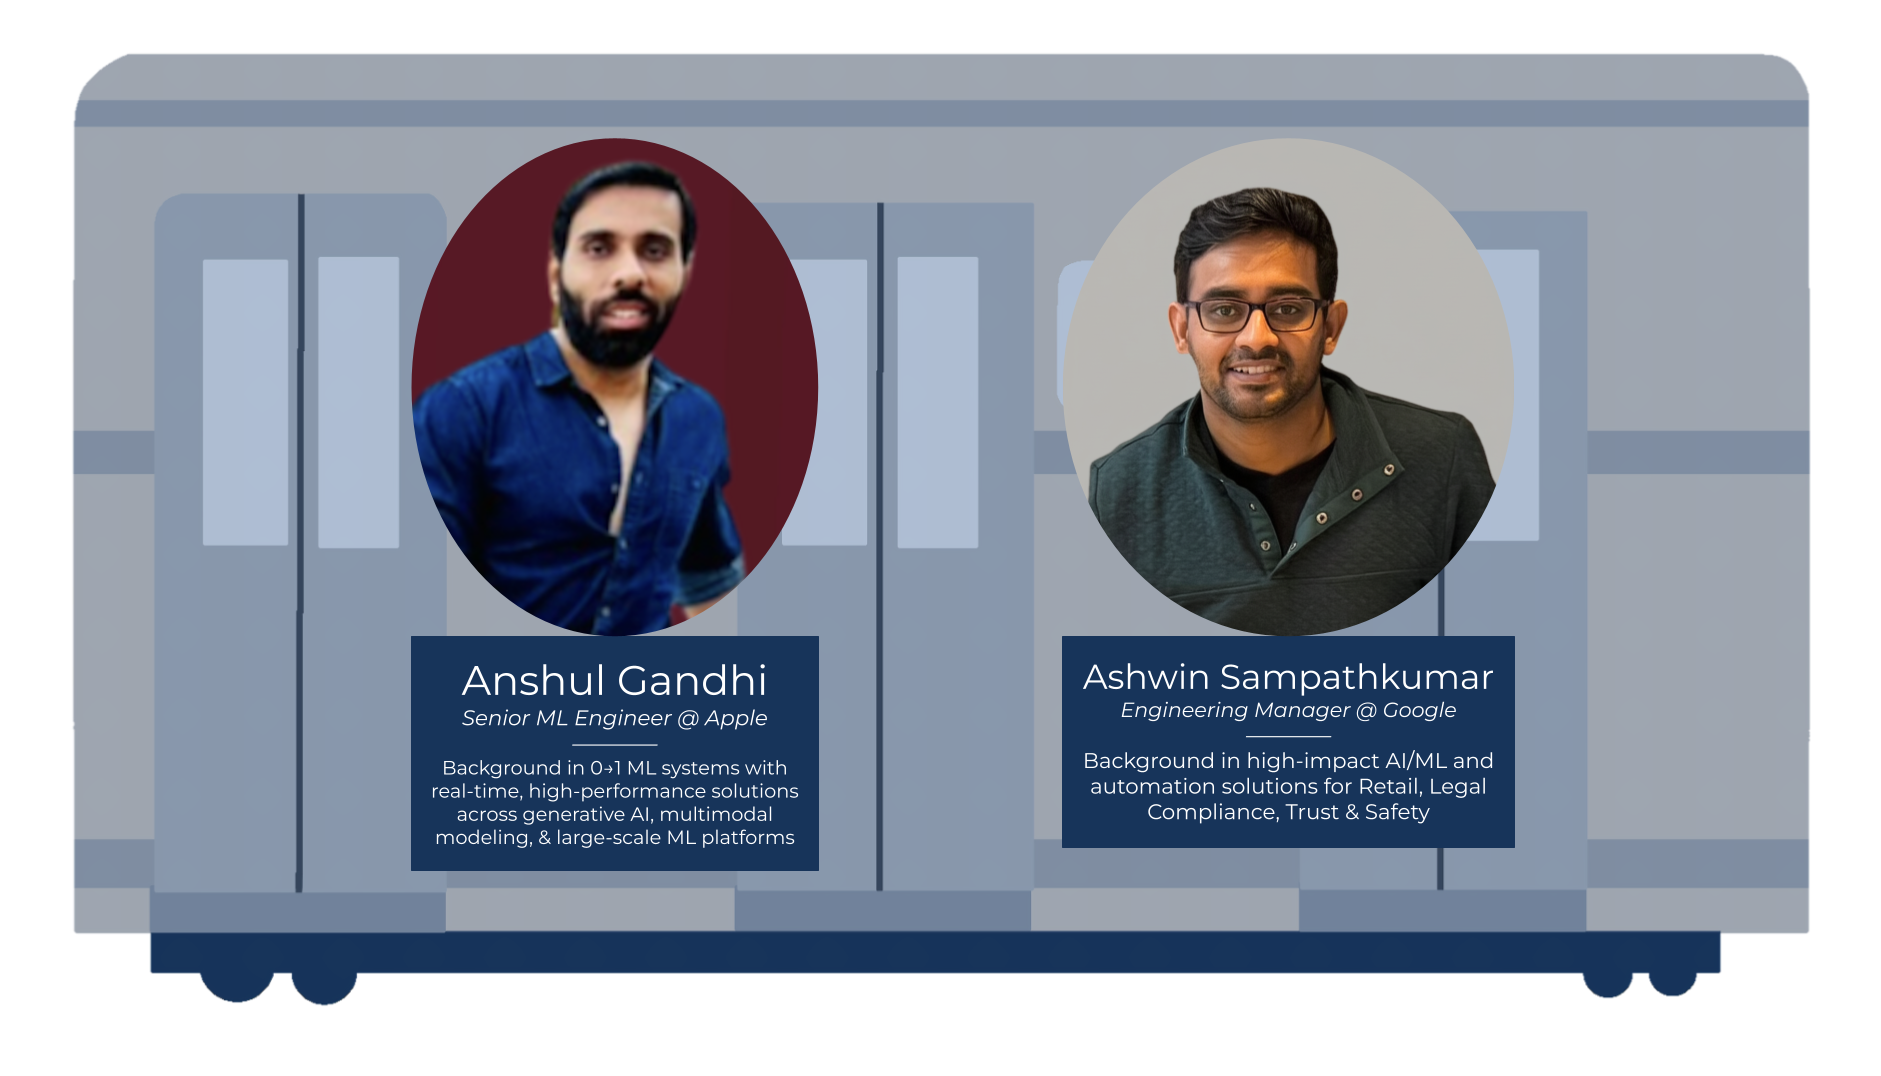 Anshul Gandhi
Senior ML Engineer @ Apple
Background in 0→1 ML systems with
real-time, high-performance solutions
across generative AI, multimodal
modeling, & large-scale ML platforms
Ashwin Sampathkumar
Engineering Manager @ Google
Background in high-impact AI/ML and
automation solutions for Retail, Legal
Compliance, Trust & Safety